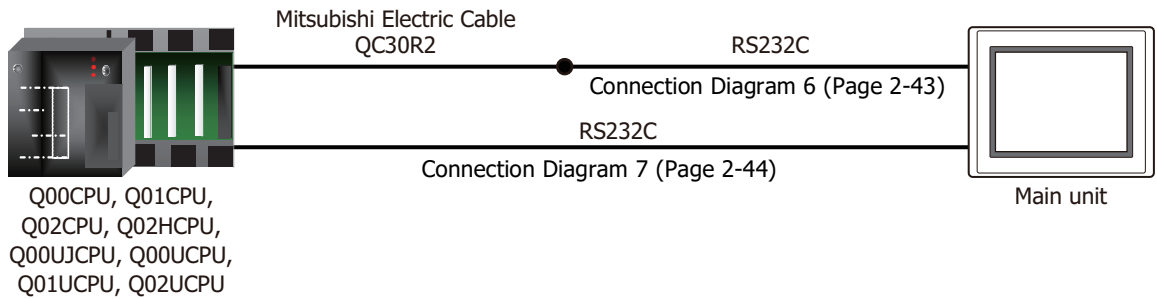 Mitsubishi Electric Cable
QC30R2
RS232C
Connection Diagram 6 (Page 2-43)
RS232C
Connection Diagram 7 (Page 2-44)
Q00CPU, Q01CPU,
Q02CPU, Q02HCPU,
Q00UJCPU, Q00UCPU,
Q01UCPU, Q02UCPU
Main unit